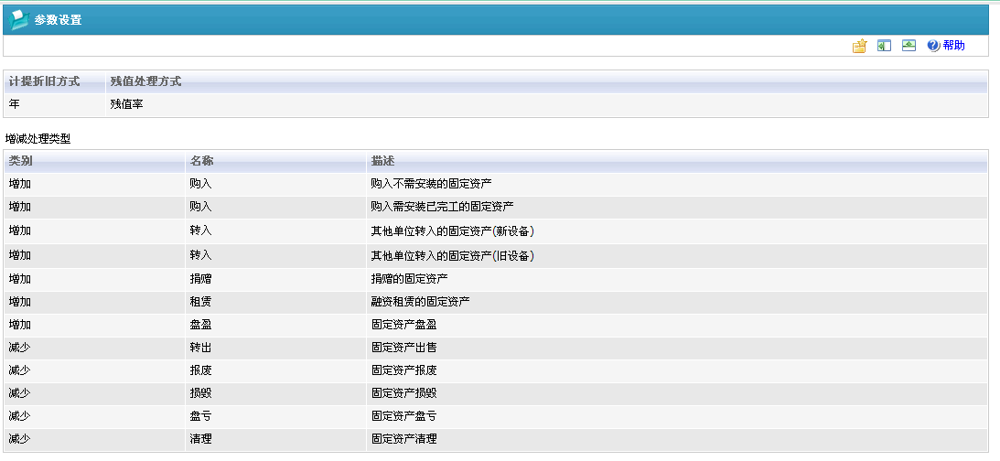 参数设置
帮助
计提折旧方式 残值处理方式
年 残值率
增减处理类型
类别 名称 描述
增加 购入 购入不需安装的固定资产
增加 购入 购入需安装已完工的固定资产
增加 转入 其他单位转入的固定资产(新设备)
增加 转入 其他单位转入的固定资产(旧设备)
增加 捐赠 捐赠的固定资产
增加 租赁 融资租赁的固定资产
增加 盘盈 固定资产盘盈
减少 转出 固定资产出售
减少 报废 固定资产报废
减少 损毁 固定资产损毁
减少 盘亏 固定资产盘亏
减少 清理 固定资产清理